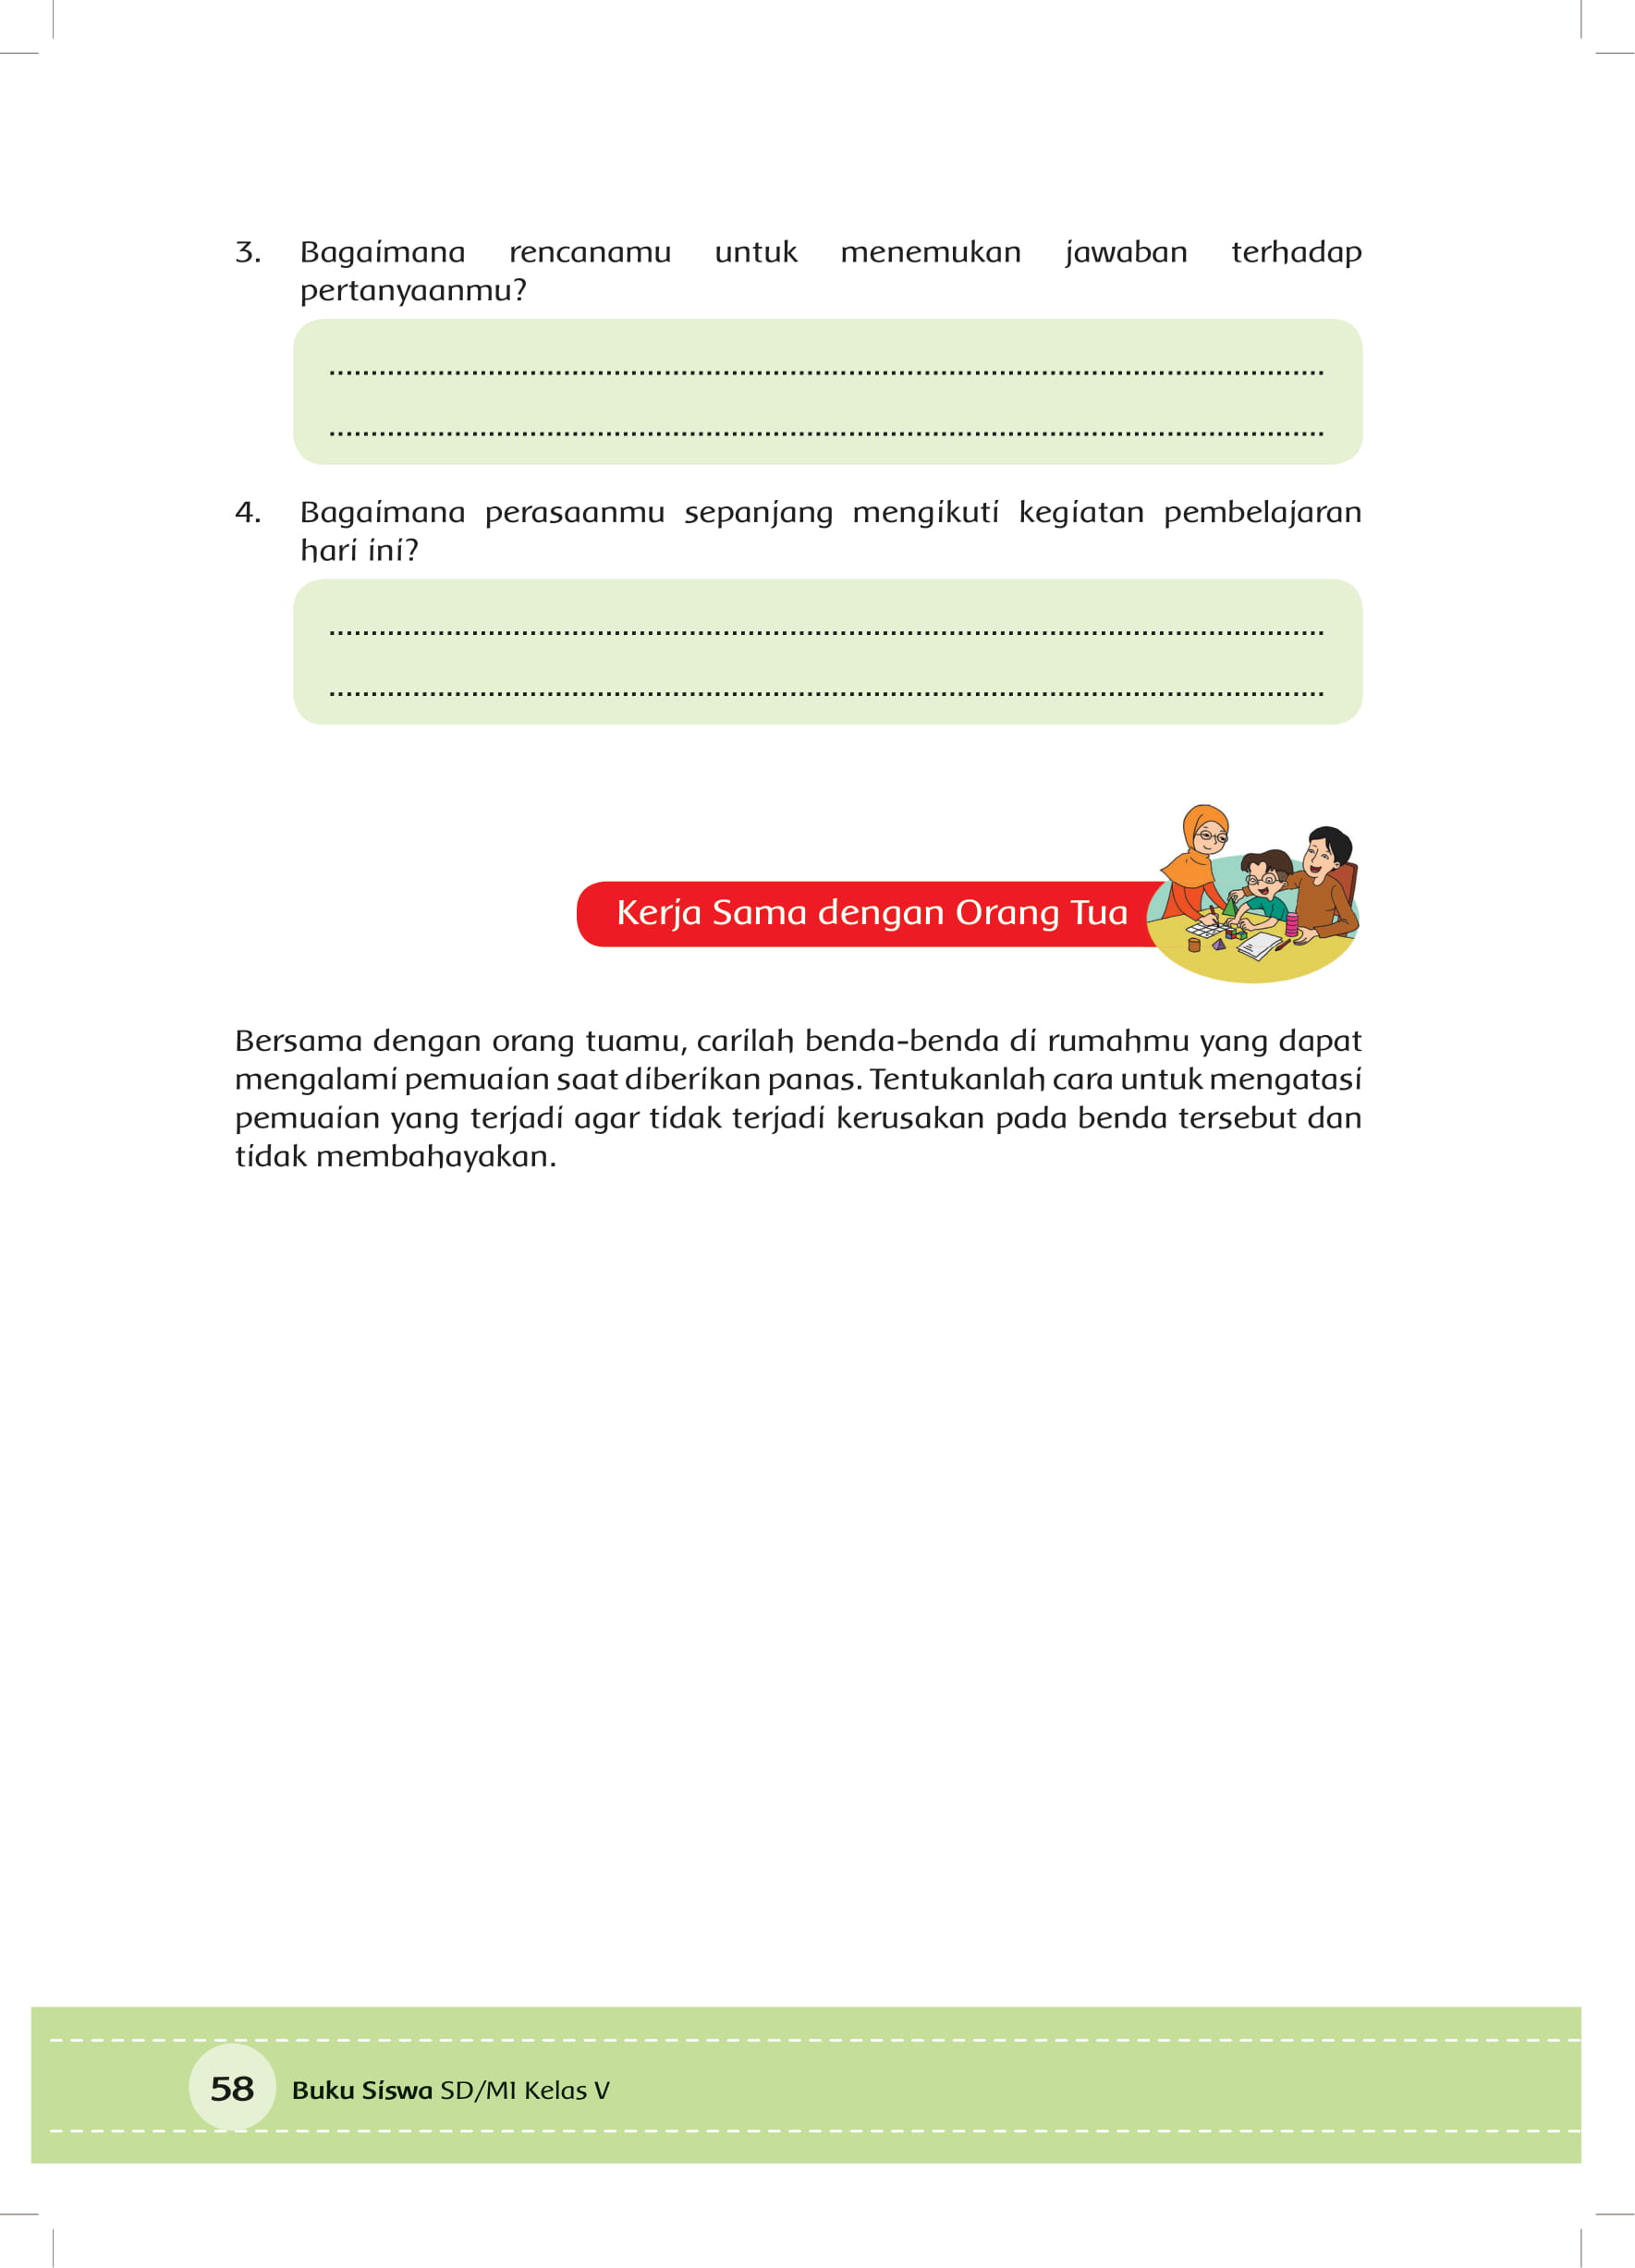 3. Bagaimana rencanamu untuk menemukan jawaban terhadap
pertanyaanmu?
4. Bagaimana perasaanmu sepanjang mengikuti kegiatan pembelajaran
hari ini?
Kerja Sama dengan Orang Tua
Bersama dengan orang tuamu, carilah benda-benda di rumahmu yang dapat
mengalami pemuaian saat diberikan panas. Tentukanlah cara untuk mengatasi
pemuaian yang terjadi agar tidak terjadi kerusakan pada benda tersebut dan
tidak membahayakan.
58 Buku Siswa SD/MI Kelas V